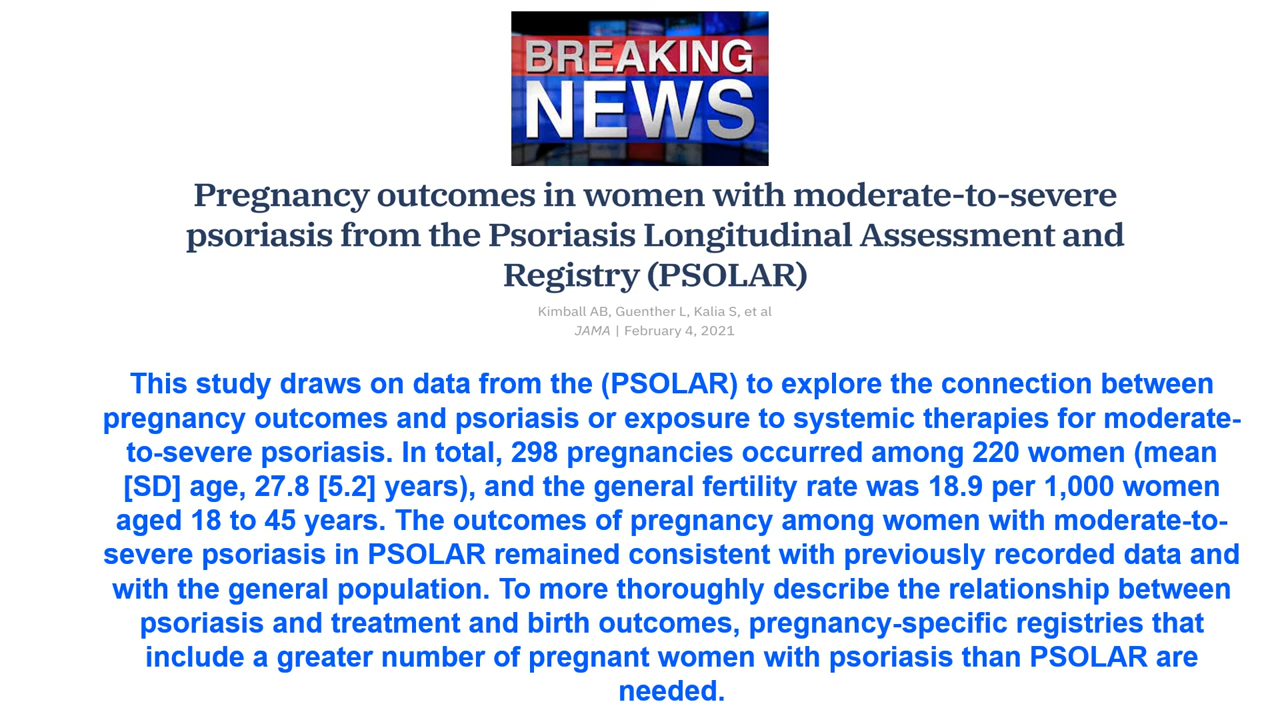 BREAKING
NEWS
Pregnancy outcomes in women with moderate-to-severe
psoriasis from the Psoriasis Longitudinal Assessment and
Registry (PSOLAR)
Kimball AB, Guenther L, Kalia S, et al
JAMA | February 4, 2021
This study draws on data from the (PSOLAR) to explore the connection between
pregnancy outcomes and psoriasis or exposure to systemic therapies for moderate-
to-severe psoriasis. In total, 298 pregnancies occurred among 220 women (mean
[SD] age, 27.8 [5.2] years), and the general fertility rate was 18.9 per 1,000 women
aged 18 to 45 years. The outcomes of pregnancy among women with moderate-to-
severe psoriasis in PSOLAR remained consistent with previously recorded data and
with the general population. To more thoroughly describe the relationship between
psoriasis and treatment and birth outcomes, pregnancy-specific registries that
include a greater number of pregnant women with psoriasis than PSOLAR are
needed.